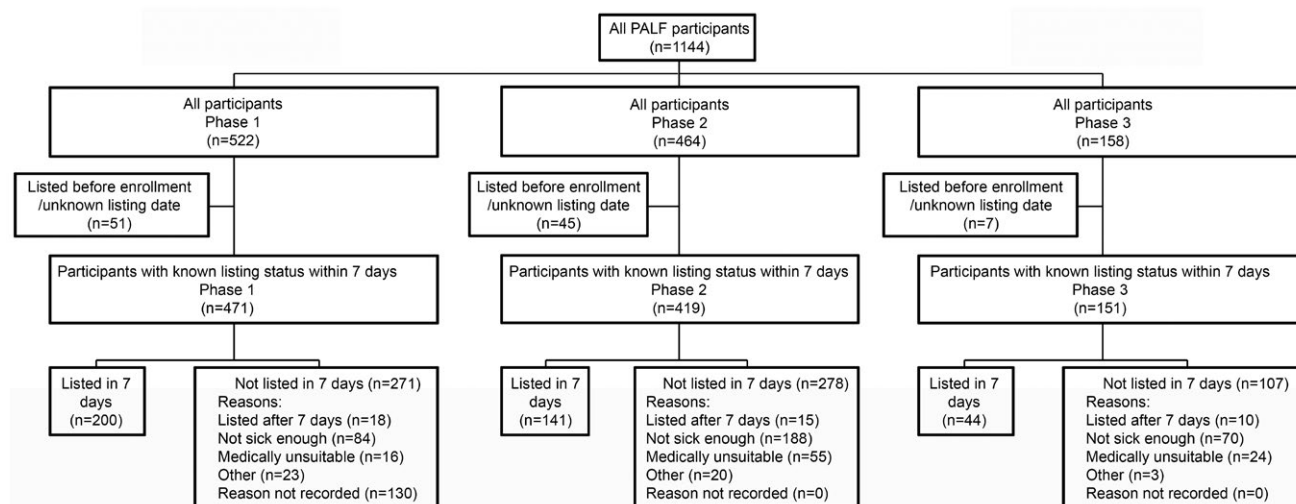 All PALF participants
(n=1144)
All participants
Phase 1
(n=522)
All participants
Phase 2
(n=464)
All participants
Phase 3
(n=158)
Listed before enrollment
/unknown listing date
(n=51)
Listed before enrollment
/unknown listing date
(n=45)
Listed before enrollment
/unknown listing date
(n=7)
Participants with known listing status within 7 days
Phase 1
(n=471)
Participants with known listing status within 7 days
Phase 2
(n=419)
Participants with known listing status within 7 days
Phase 3
(n=151)
Listed in 7
days
(n=200)
Not listed in 7 days (n=271)
Reasons:
Listed after 7 days (n=18)
Not sick enough (n=84)
Medically unsuitable (n=16)
Other (n=23)
Reason not recorded (n=130)
Listed in 7
days
(n=141)
Not listed in 7 days (n=278)
Reasons:
Listed after 7 days (n=15)
Not sick enough (n=188)
Medically unsuitable (n=55)
Other (n=20)
Reason not recorded (n=0)
Listed in 7
days
(n=44)
Not listed in 7 days (n=107)
Reasons:
Listed after 7 days (n=10)
Not sick enough (n=70)
Medically unsuitable (n=24)
Other (n=3)
Reason not recorded (n=0)